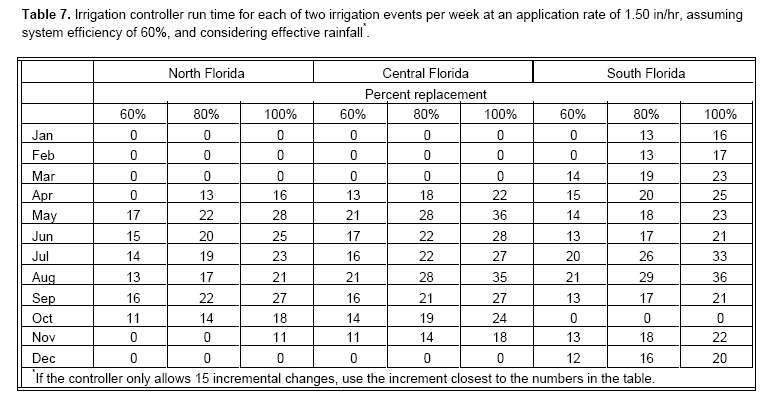 Table 7. Irrigation controller run time for each of two irrigation events per week at an application rate of 1.50 in/hr, assuming
system efficiency of 60%, and considering effective rainfall*.
North Florida Central Florida South Florida
Percent replacement
60% 80% 100% 60% 80% 100% 60% 80% 100%
Jan 0 0 0 0 0 0 0 13 16
Feb 0 0 0 0 0 0 0 13 17
Mar 0 0 0 0 0 0 14 19 23
Apr 0 13 16 13 18 22 15 20 25
May 17 22 28 21 28 36 14 18 23
Jun 15 20 25 17 22 28 13 17 21
Jul 14 19 23 16 22 27 20 26 33
Aug 13 17 21 21 28 35 21 29 36
Sep 16 22 27 16 21 27 13 17 21
Oct 11 14 18 14 19 24 0 0 0
Nov 0 0 11 11 14 18 13 18 22
Dec 0 0 0 0 0 0 12 16 20
*If the controller only allows 15 incremental changes, use the increment closest to the numbers in the table.